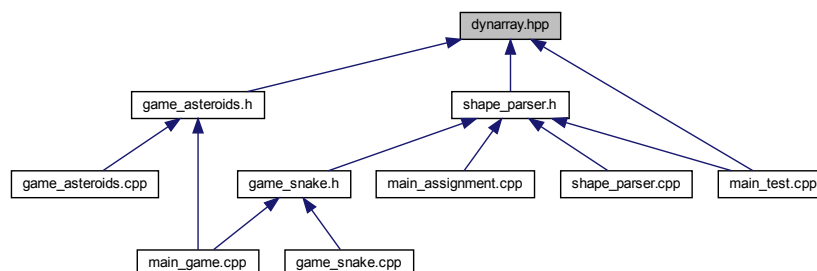 dynarray.hpp
game_asteroids.h
shape_parser.h
game_asteroids.cpp
game_snake.h
main_assignment.cpp
shape_parser.cpp
main_test.cpp
main_game.cpp
game_snake.cpp